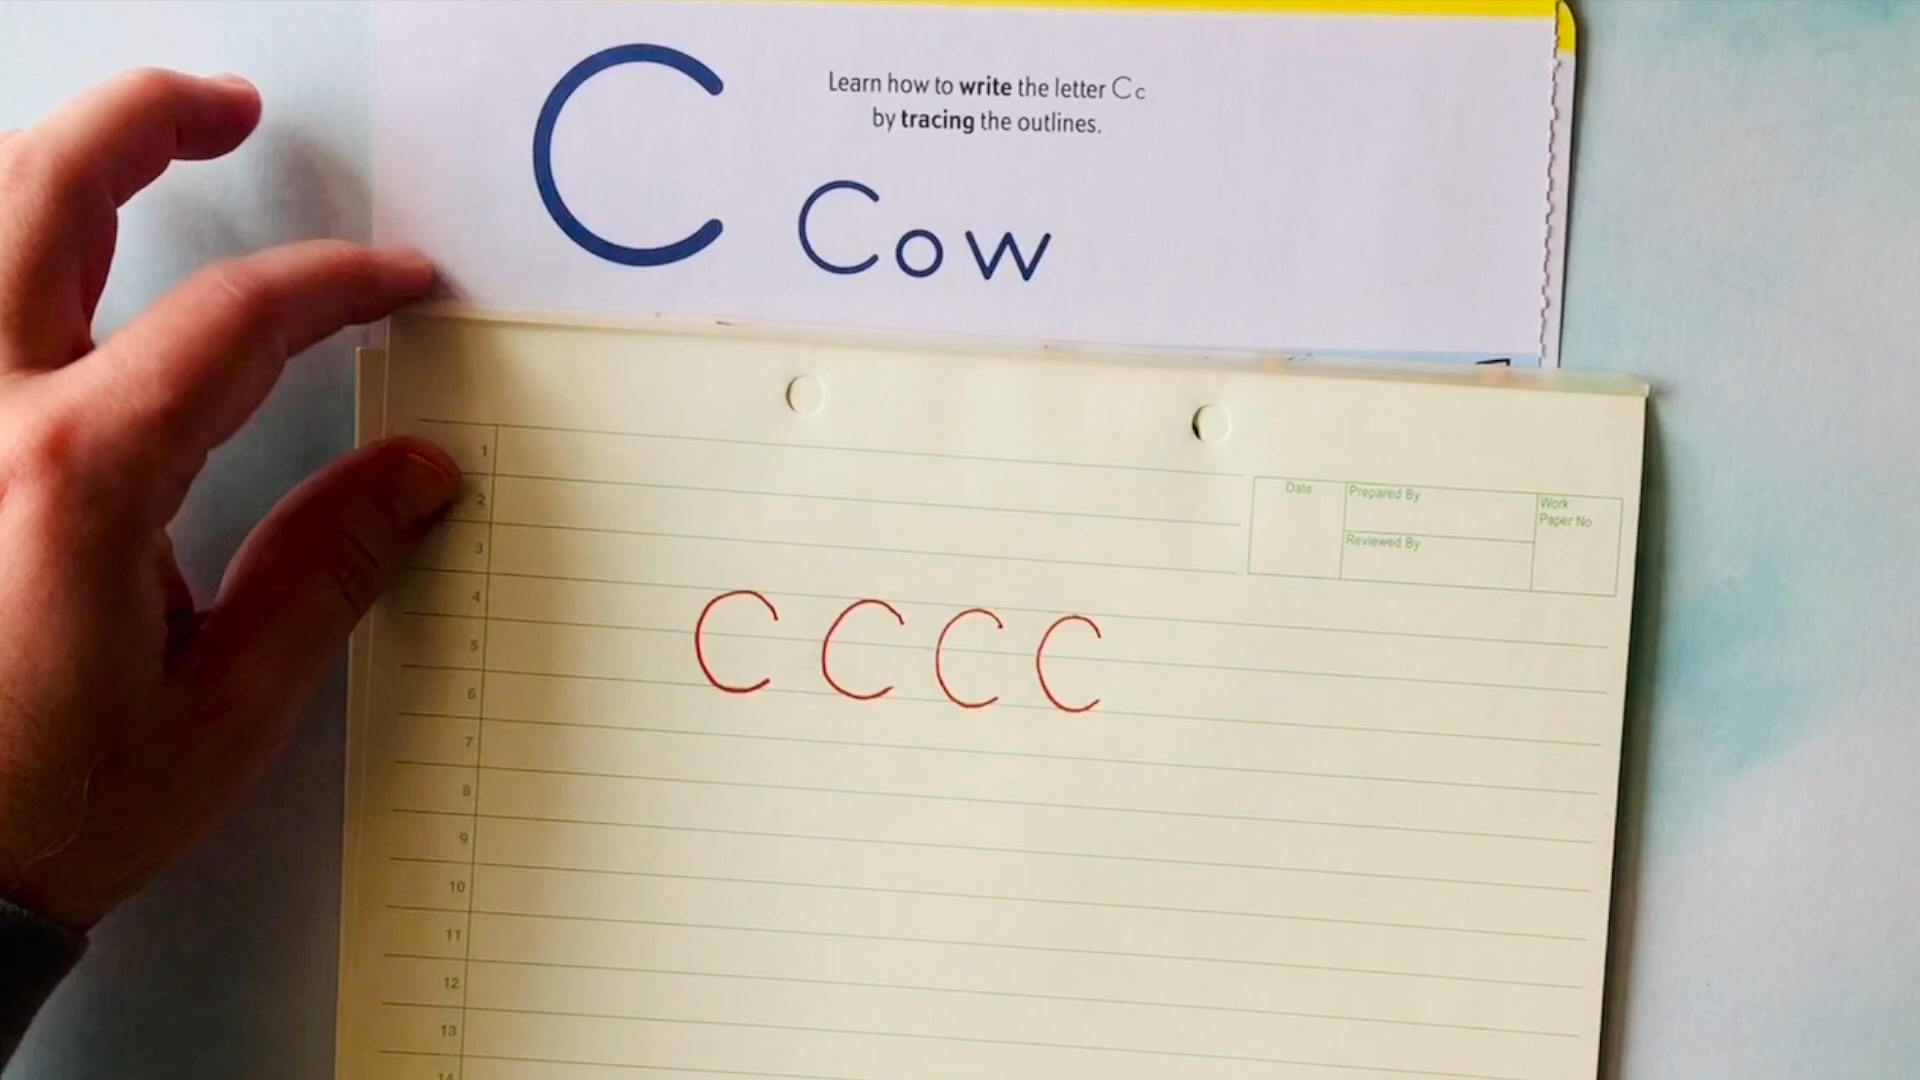 C
Learn how to write the letter C c
by tracing the outlines.
Cow
1
2
3
Date
Prepared By
Work
Paper No
Reviewed By
4
C C C C
5
6
7
8
9
10
11
12
13
14